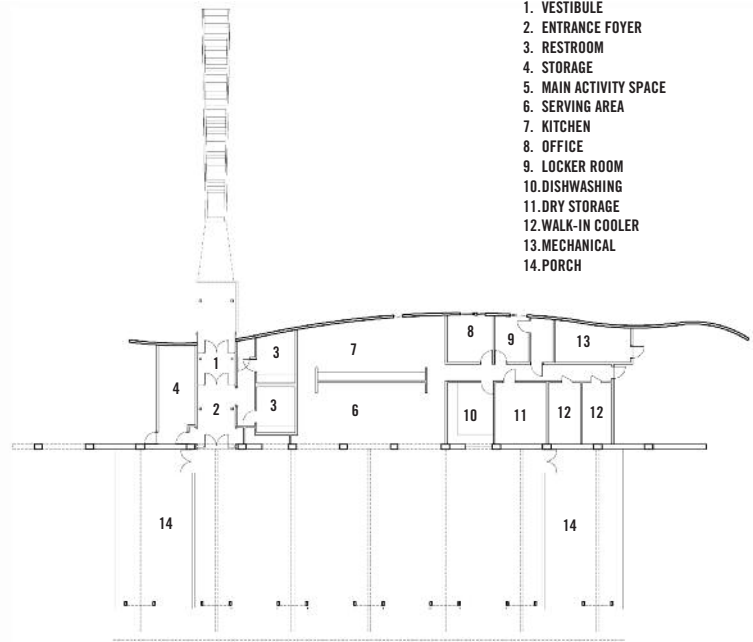 1. VESTIBULE
2. ENTRANCE FOYER
3. RESTROOM
4. STORAGE
5. MAIN ACTIVITY SPACE
6. SERVING AREA
7. KITCHEN
8. OFFICE
9. LOCKER ROOM
10.DISHWASHING
11.DRY STORAGE
12.WALK-IN COOLER
13.MECHANICAL
14.PORCH
8
9
13
3
7
1
4
2
3
6
10
11
12
12
14
14